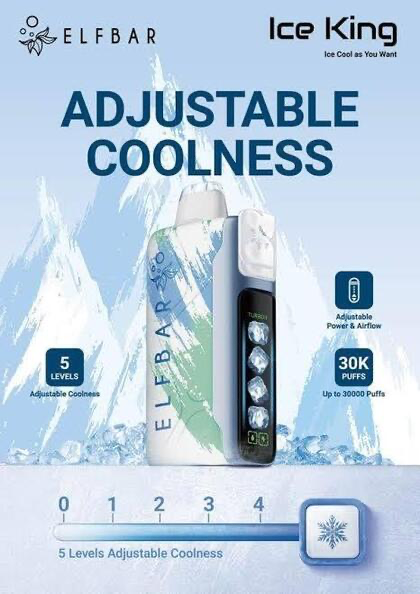 ELFBAR
Ice King
Ice Cool as You Want
ADJUSTABLE
COOLNESS
TURBO
ELFBAR
Adjustable
Power & Airflow
5
LEVELS
Adjustable Coolness
30K
PUFFS
Up to 30000 Puffs
0 1 2 3 4
5 Levels Adjustable Coolness